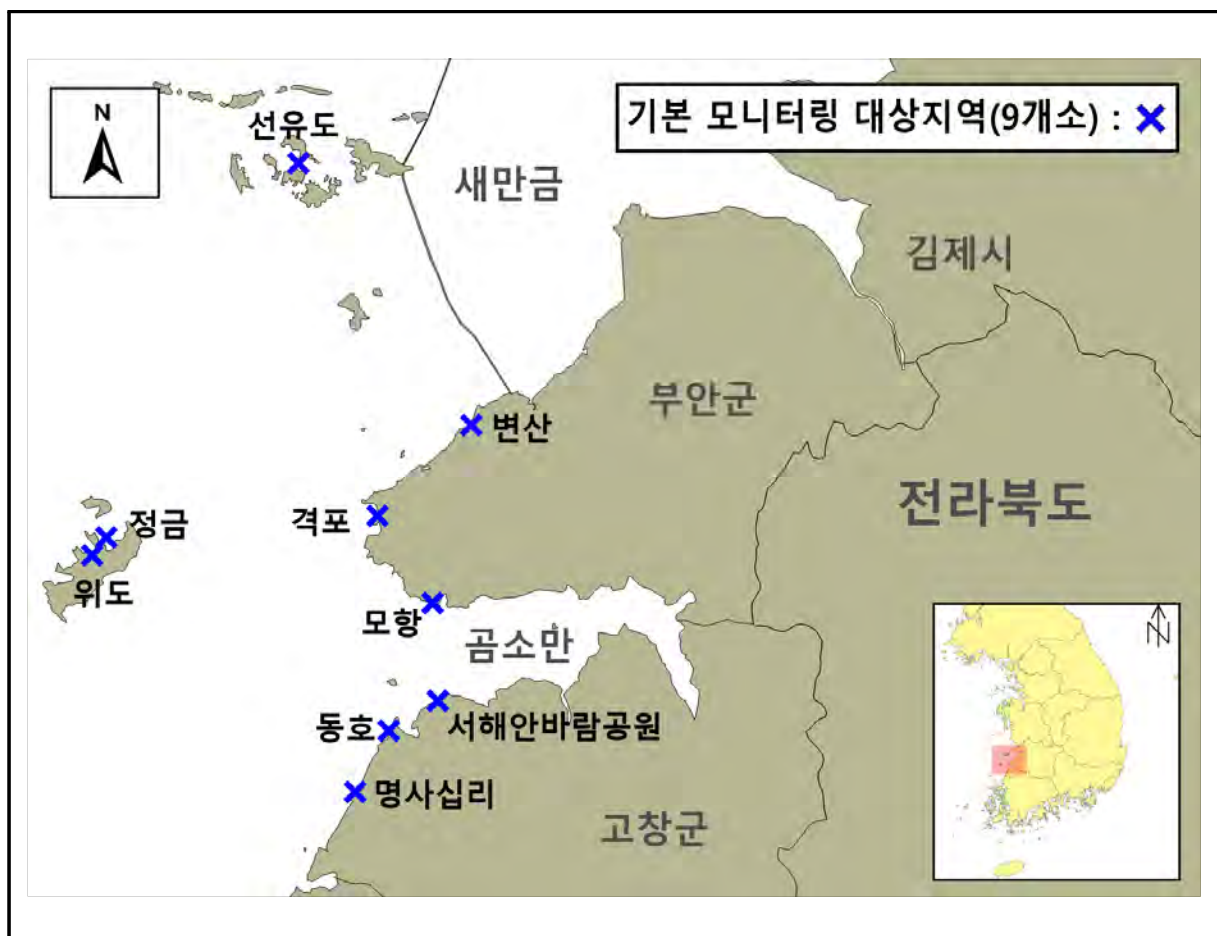 N
기본 모니터링 대상지역(9개소) :
선유도
새만금
김제시
부안군
변산
전라북도
격포
정금
위도
모항
곰소만
서해안바람공원
동호
명사십리
고창군
N